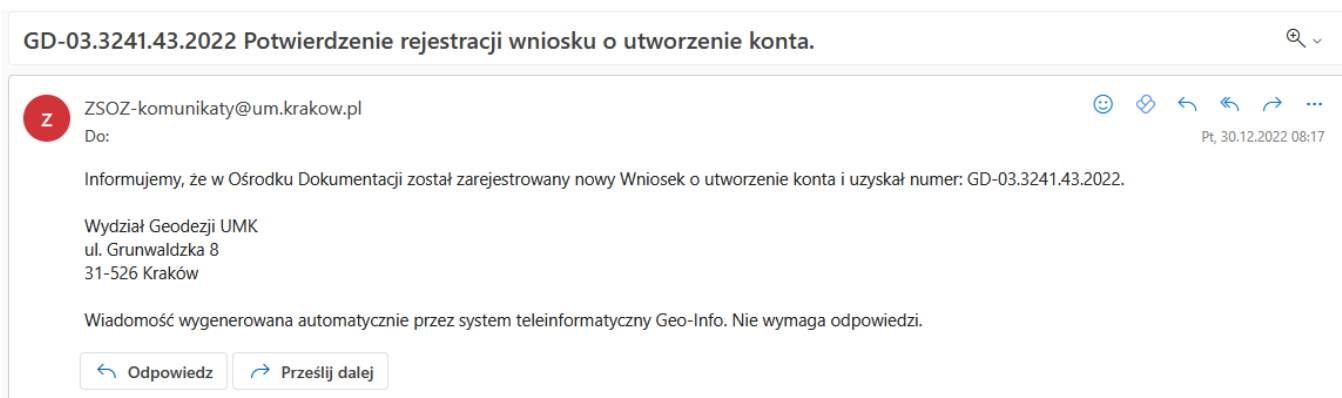 GD-03.3241.43.2022 Potwierdzenie rejestracji wniosku o utworzenie konta.
Z
ZSOZ-komunikaty@um.krakow.pl
Do:
Pt, 30.12.2022 08:17
Informujemy, że w Ośrodku Dokumentacji został zarejestrowany nowy Wniosek o utworzenie konta i uzyskał numer: GD-03.3241.43.2022.
Wydział Geodezji UMK
ul. Grunwaldzka 8
31-526 Kraków
Wiadomość wygenerowana automatycznie przez system teleinformatyczny Geo-Info. Nie wymaga odpowiedzi.
Odpowiedz
Prześlij dalej